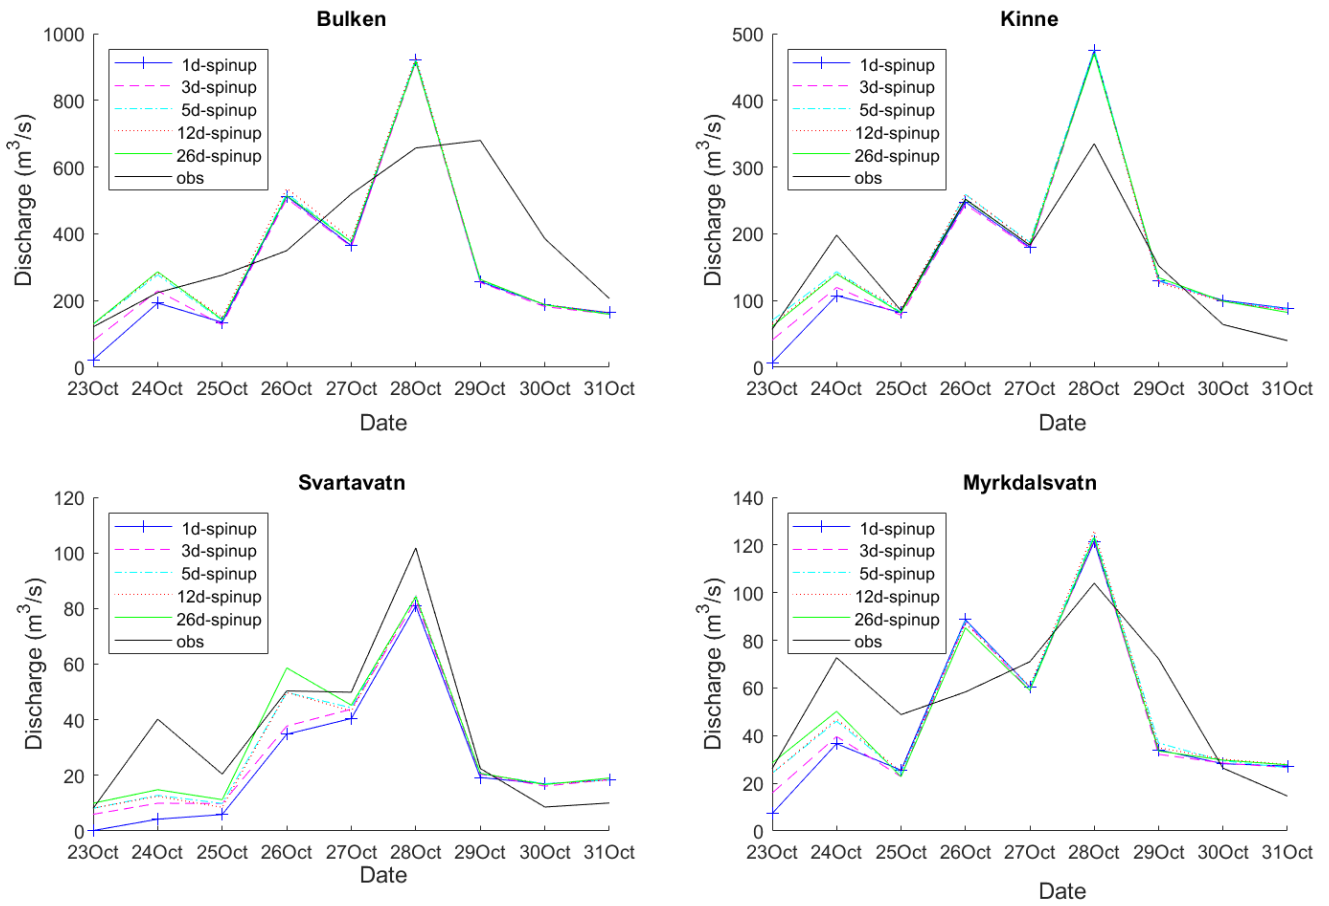 Bulken
1000
800
600
400
200
0
Discharge (m³/s)
1d-spinup
3d-spinup
5d-spinup
12d-spinup
26d-spinup
obs
23Oct 24Oct 25Oct 26Oct 27Oct 28Oct 29Oct 30Oct 31Oct
Date
Kinne
500
400
300
200
100
0
Discharge (m³/s)
1d-spinup
3d-spinup
5d-spinup
12d-spinup
26d-spinup
obs
23Oct 24Oct 25Oct 26Oct 27Oct 28Oct 29Oct 30Oct 31Oct
Date
Svartavatn
120
100
80
60
40
20
0
Discharge (m³/s)
1d-spinup
3d-spinup
5d-spinup
12d-spinup
26d-spinup
obs
23Oct 24Oct 25Oct 26Oct 27Oct 28Oct 29Oct 30Oct 31Oct
Date
Myrkdalsvatn
140
120
100
80
60
40
20
0
Discharge (m³/s)
1d-spinup
3d-spinup
5d-spinup
12d-spinup
26d-spinup
obs
23Oct 24Oct 25Oct 26Oct 27Oct 28Oct 29Oct 30Oct 31Oct
Date